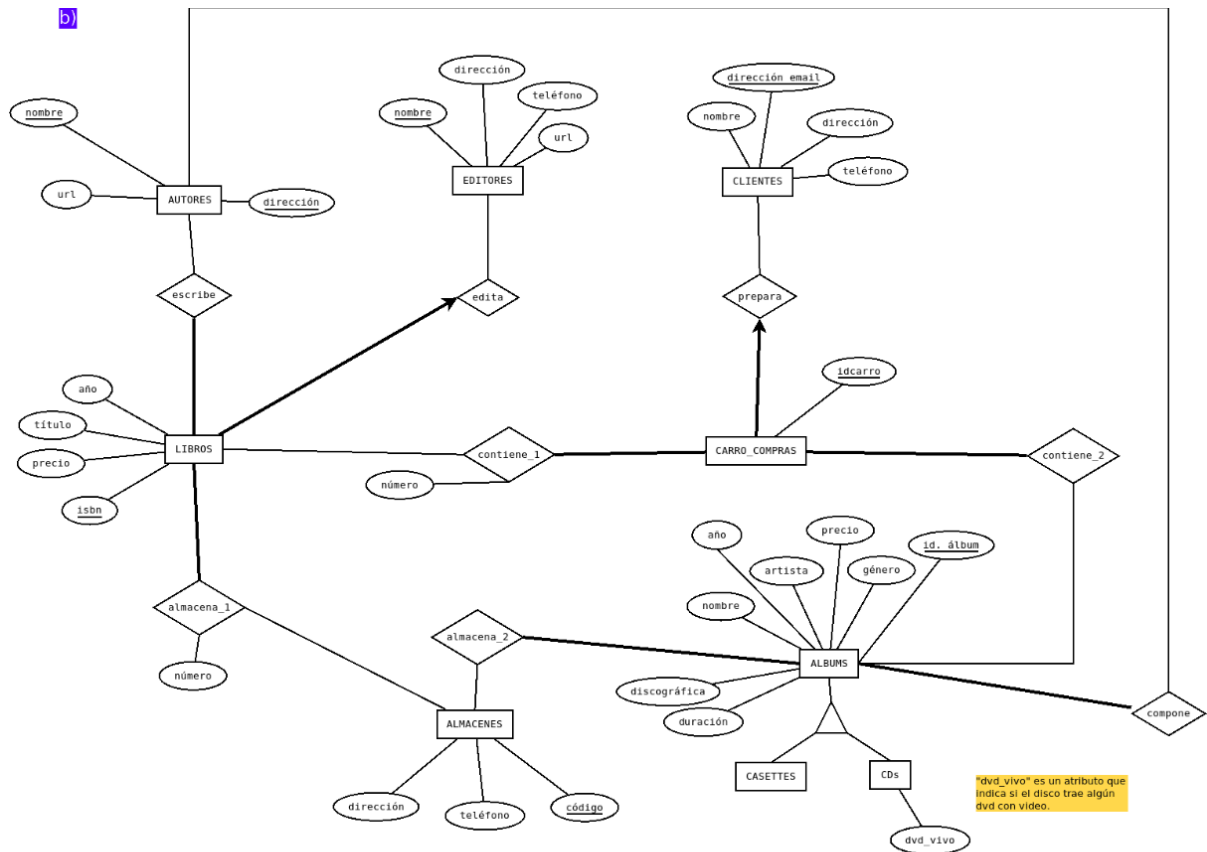 b)
dirección
teléfono
nombre
url
EDITORES
dirección email
nombre
dirección
teléfono
CLIENTES
nombre
url
AUTORES
dirección
escribe
edita
prepara
año
título
precio
isbn
LIBROS
contiene_1
número
idcarro
CARRO_COMPRAS
contiene_2
año
precio
id. álbum
artista
género
nombre
ALBUMS
discográfica
duración
almacena_1
número
almacena_2
ALMACENES
dirección
teléfono
código
compone
CASETTES
CDs
dvd_vivo
"dvd_vivo" es un atributo que
indica si el disco trae algún
dvd con video.